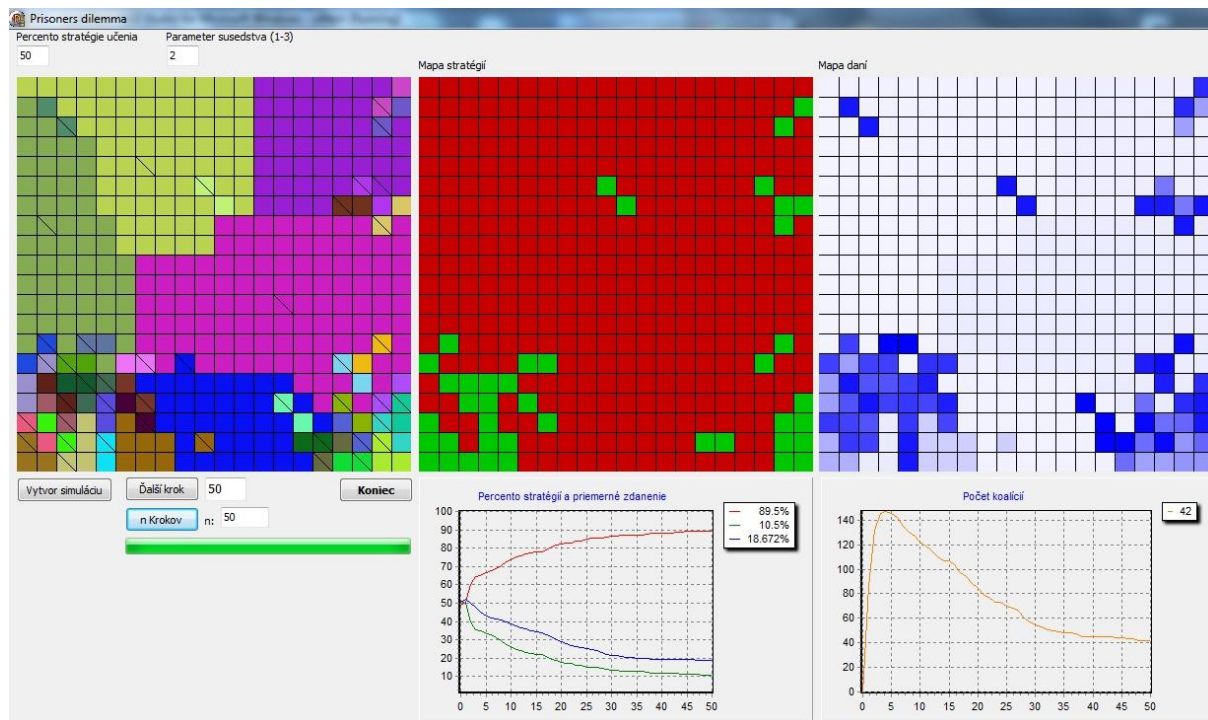 Prisoners dilemma
Percento stratégie učenia
Parameter susedstva (1-3)
50
2
Mapa stratégií
Mapa daní
Vytvor simuláciu
Ďalší krok
50
Koniec
n Krokov
n:
50
Percento stratégií a priemerné zdanenie
100
90
80
70
60
50
40
30
20
10
0 5 10 15 20 25 30 35 40 45 50
89.5%
10.5%
18.672%
Počet koalícií
140
120
100
80
60
40
20
0
0 5 10 15 20 25 30 35 40 45 50
42